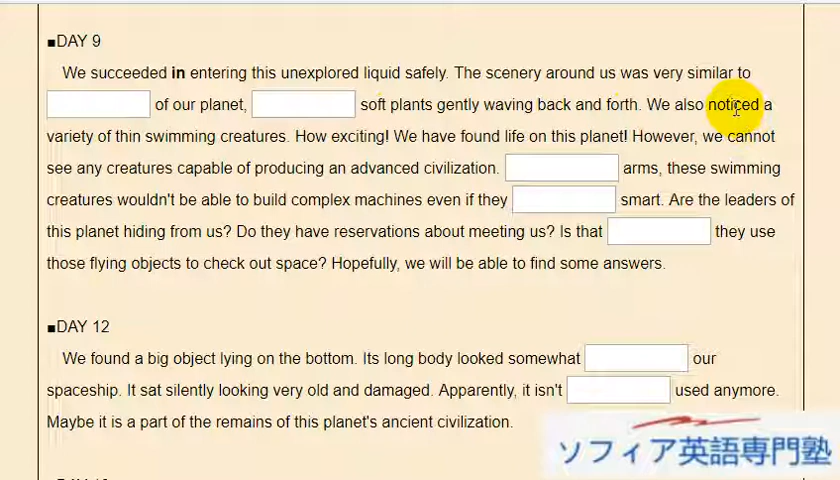 ■DAY 9
We succeeded in entering this unexplored liquid safely. The scenery around us was very similar to
of our planet, soft plants gently waving back and forth. We also noticed a
variety of thin swimming creatures. How exciting! We have found life on this planet! However, we cannot
see any creatures capable of producing an advanced civilization. arms, these swimming
creatures wouldn't be able to build complex machines even if they smart. Are the leaders of
this planet hiding from us? Do they have reservations about meeting us? Is that they use
those flying objects to check out space? Hopefully, we will be able to find some answers.
■DAY 12
We found a big object lying on the bottom. Its long body looked somewhat our
spaceship. It sat silently looking very old and damaged. Apparently, it isn't used anymore.
Maybe it is a part of the remains of this planet's ancient civilization.
ソフィア英語専門塾